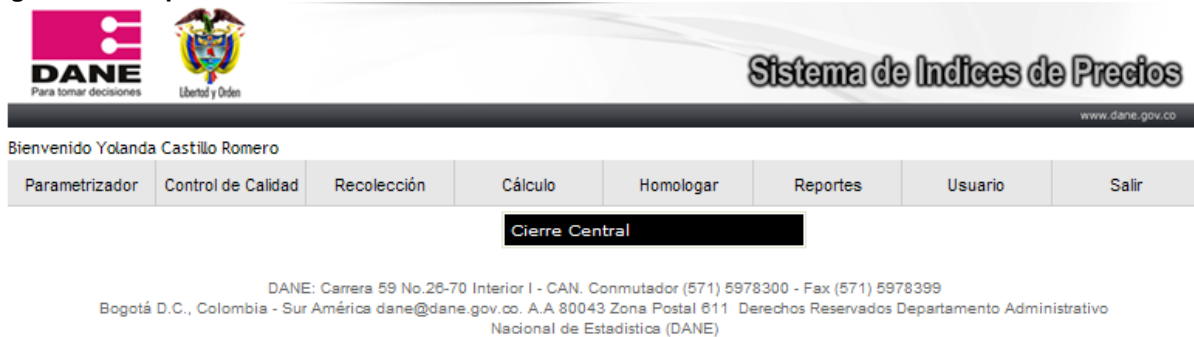 DANE
Para tomar decisiones
Libertad y Orden
Sistema de Indices de Precios
www.dane.gov.co
Bienvenido Yolanda Castillo Romero
Parametrizador Control de Calidad Recolección Cálculo Homologar Reportes Usuario Salir
Cierre Central
DANE: Carrera 59 No.26-70 Interior I - CAN. Conmutador (571) 5978300 - Fax (571) 5978399
Bogotá D.C., Colombia - Sur América dane@dane.gov.co. A.A 80043 Zona Postal 611 Derechos Reservados Departamento Administrativo
Nacional de Estadistica (DANE)